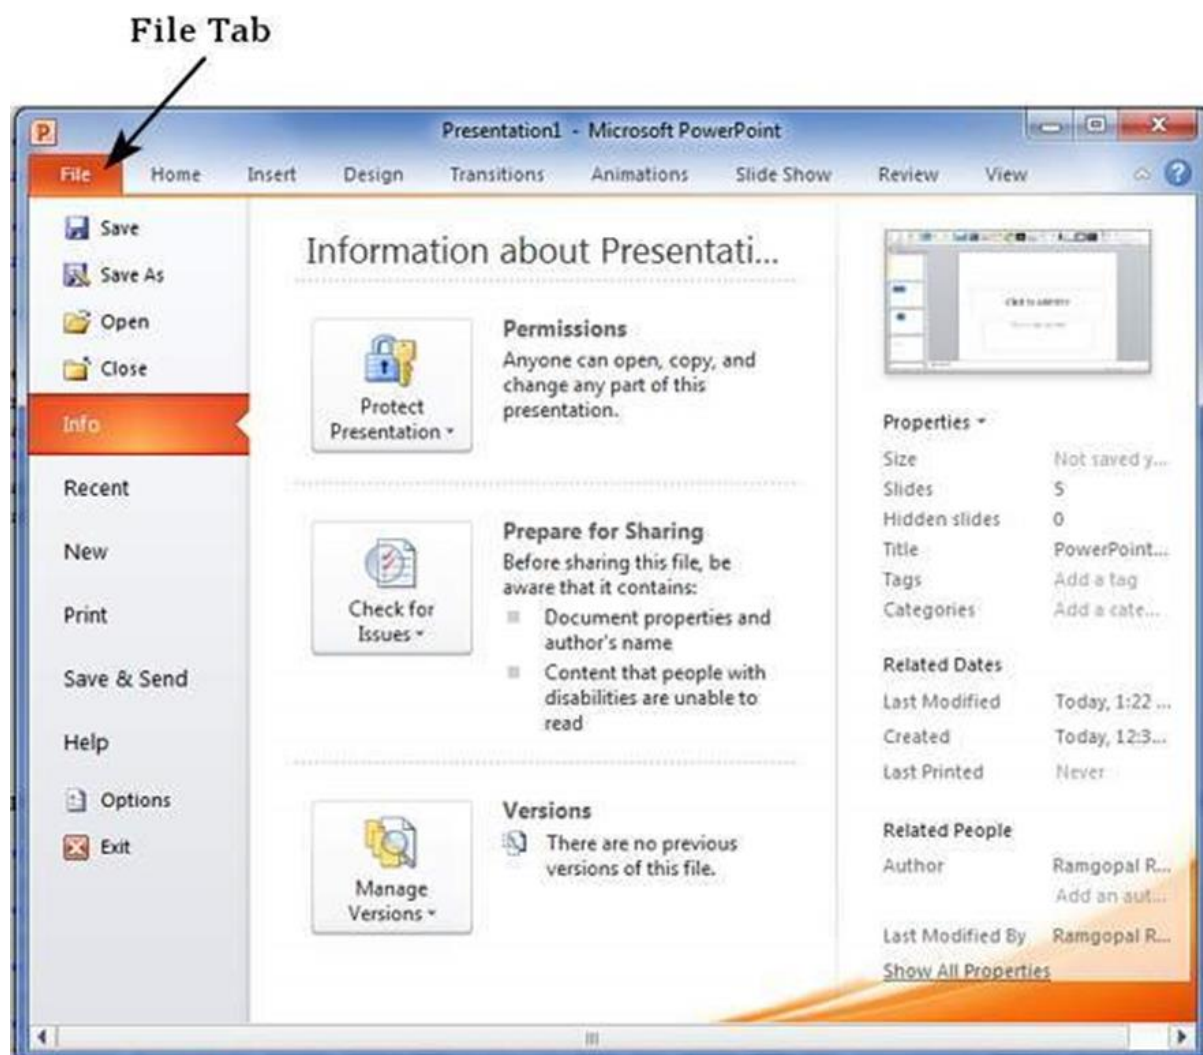 File Tab
Presentation1 - Microsoft PowerPoint
File Home Insert Design Transitions Animations Slide Show Review View
Save
Save As
Open
Close
Info
Recent
New
Print
Save & Send
Help
Options
Exit
Information about Presentati...
Protect
Presentation
Permissions
Anyone can open, copy, and
change any part of this
presentation.
Check for
Issues
Prepare for Sharing
Before sharing this file, be
aware that it contains:
Document properties and
author's name
Content that people with
disabilities are unable to
read
Manage
Versions
Versions
There are no previous
versions of this file.
Properties
Size Not saved y...
Slides 5
Hidden slides 0
Title PowerPoint...
Tags Add a tag
Categories Add a cate...
Related Dates
Last Modified Today, 1:22 ...
Created Today, 12:3...
Last Printed Never
Related People
Author Ramgopal R...
Add an aut...
Last Modified By Ramgopal R...
Show All Properties